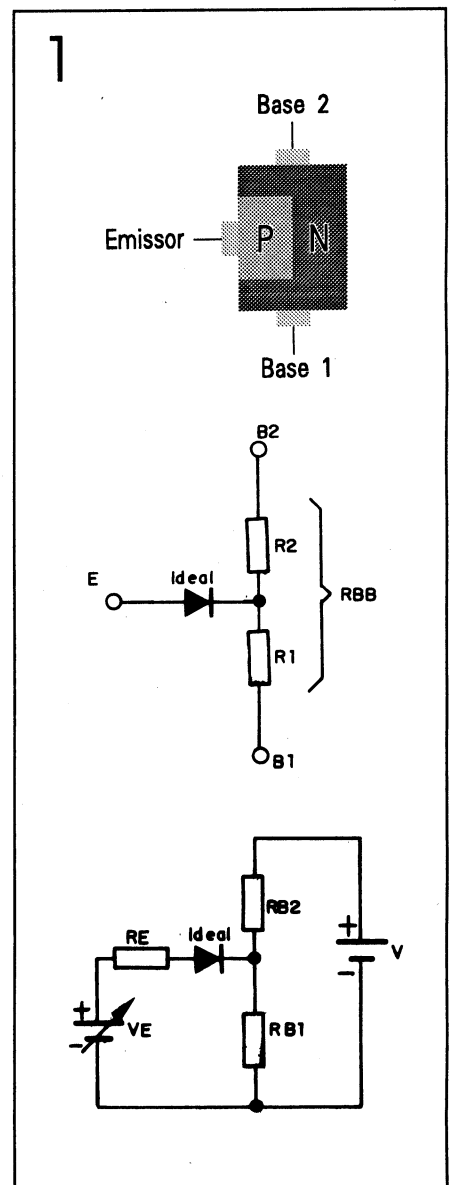 1
Base 2
Emissor
P N
Base 1
B2
R2
E
Ideal
RBB
R1
B1
RB2
RE
Ideal
+
V
-
+
VE
-
RB1